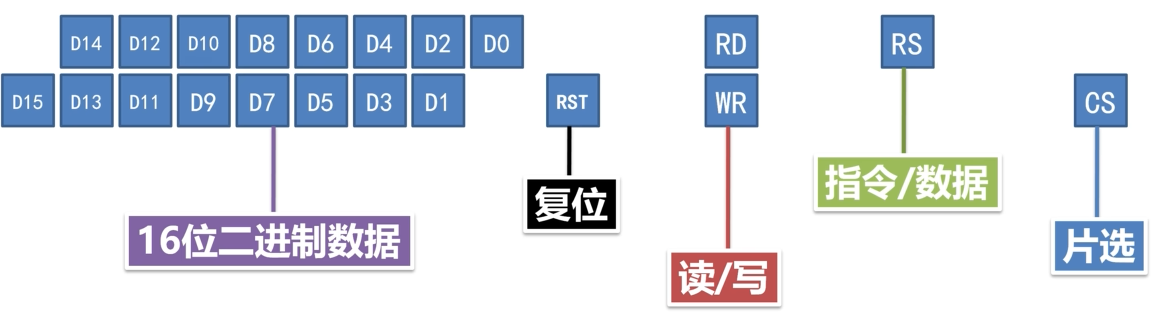 D14 D12 D10 D8 D6 D4 D2 D0 RD RS
D15 D13 D11 D9 D7 D5 D3 D1 RST WR CS
指令/数据
复位
16位二进制数据
片选
读/写